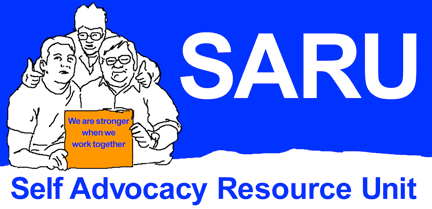 SARU
We are stronger
when we
work together
Self Advocacy Resource Unit